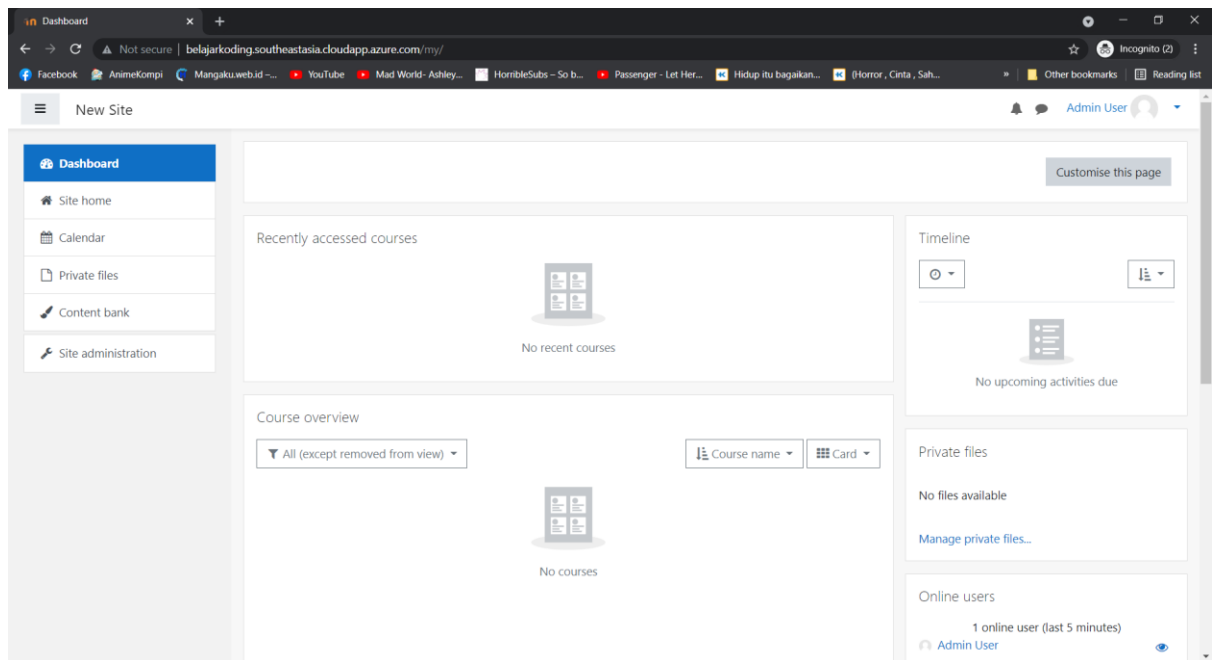 Dashboard
Not secure | belajarkoding.southeastasia.cloudapp.azure.com/my/
Incognito (2)
Facebook AnimeKompi Mangaku.web.id –... YouTube Mad World- Ashley... HorribleSubs – So b... Passenger - Let Her... Hidup itu bagaikan... (Horror , Cinta , Sah... » Other bookmarks Reading list
New Site
Admin User
Dashboard
Site home
Calendar
Private files
Content bank
Site administration
Customise this page
Recently accessed courses
No recent courses
Course overview
All (except removed from view)
Course name
Card
No courses
Timeline
No upcoming activities due
Private files
No files available
Manage private files...
Online users
1 online user (last 5 minutes)
Admin User